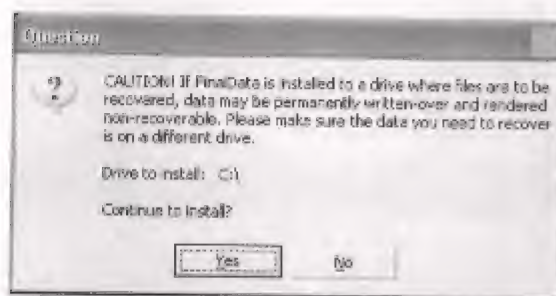 Question
CAUTION! If FinalData is installed to a drive where files are to be
recovered, data may be permanently written-over and rendered
non-recoverable. Please make sure the data you need to recover
is on a different drive.
Drive to install: C:\
Continue to install?
Yes No